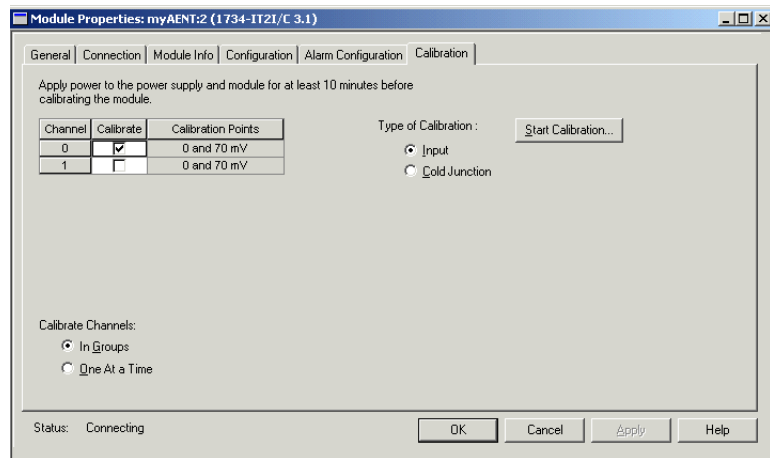 Module Properties: myAENT:2 (1734-IT2I/C 3.1)
General Connection Module Info Configuration Alarm Configuration Calibration
Apply power to the power supply and module for at least 10 minutes before
calibrating the module.
Channel Calibrate Calibration Points
0 0 and 70 mV
1 0 and 70 mV
Type of Calibration :
Input
Cold Junction
Start Calibration...
Calibrate Channels:
In Groups
One At a Time
Status: Connecting
OK Cancel Apply Help